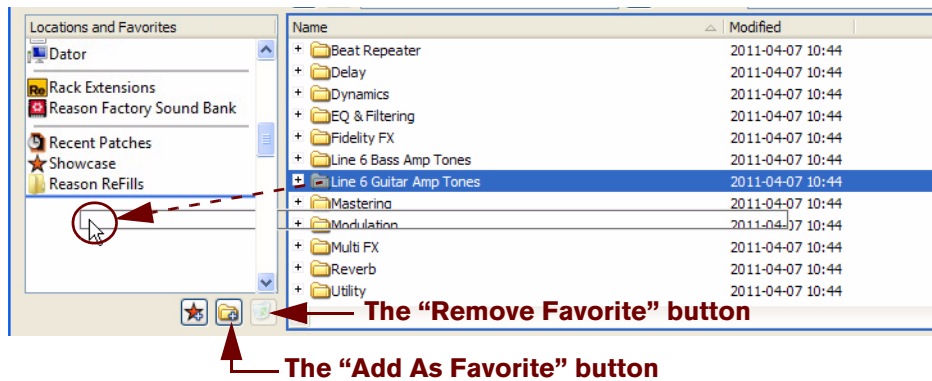 Locations and Favorites
Dator
Re Rack Extensions
Reason Factory Sound Bank
Recent Patches
Showcase
Reason ReFills
Name Modified
Beat Repeater 2011-04-07 10:44
Delay 2011-04-07 10:44
Dynamics 2011-04-07 10:44
EQ & Filtering 2011-04-07 10:44
Fidelity FX 2011-04-07 10:44
Line 6 Bass Amp Tones 2011-04-07 10:44
Line 6 Guitar Amp Tones 2011-04-07 10:44
Mastering 2011-04-07 10:44
Modulation 2011-04-07 10:44
Multi FX 2011-04-07 10:44
Reverb 2011-04-07 10:44
Utility 2011-04-07 10:44
The “Remove Favorite” button
The “Add As Favorite” button